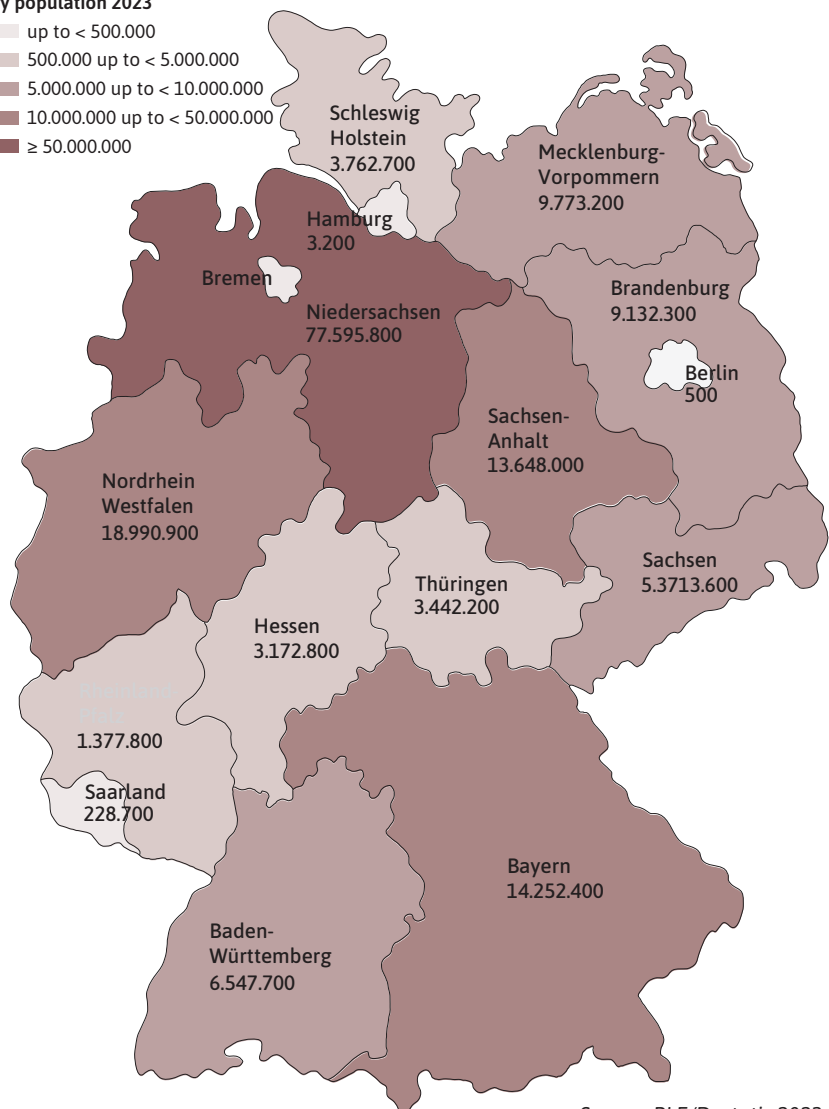 y population 2023
up to < 500.000
500.000 up to < 5.000.000
5.000.000 up to < 10.000.000
10.000.000 up to < 50.000.000
≥ 50.000.000
Schleswig
Holstein
3.762.700
Mecklenburg-
Vorpommern
9.773.200
Hamburg
3.200
Bremen
Niedersachsen
77.595.800
Brandenburg
9.132.300
Berlin
500
Sachsen-
Anhalt
13.648.000
Nordrhein
Westfalen
18.990.900
Sachsen
5.3713.600
Thüringen
3.442.200
Hessen
3.172.800
Pfalz
1.377.800
Saarland
228.700
Bayern
14.252.400
Baden-
Württemberg
6.547.700